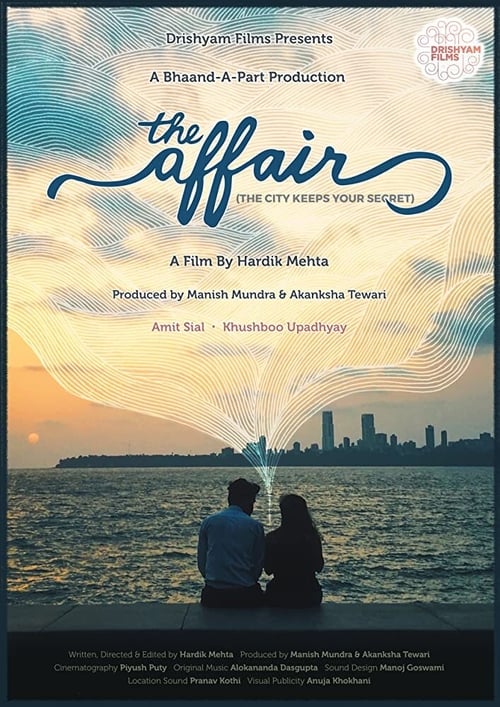 Drishyam Films Presents
DRISHYAM
FILMS
A Bhaand-A-Part Production
the
affair
(THE CITY KEEPS YOUR SECRET)
A Film By Hardik Mehta
Produced by Manish Mundra & Akanksha Tewari
Amit Sial • Khushboo Upadhyay
Written, Directed & Edited by Hardik Mehta Produced by Manish Mundra & Akanksha Tewari
Cinematography Piyush Puty Original Music Alokananda Dasgupta Sound Design Manoj Goswami
Location Sound Pranav Kothi Visual Publicity Anuja Khokhani